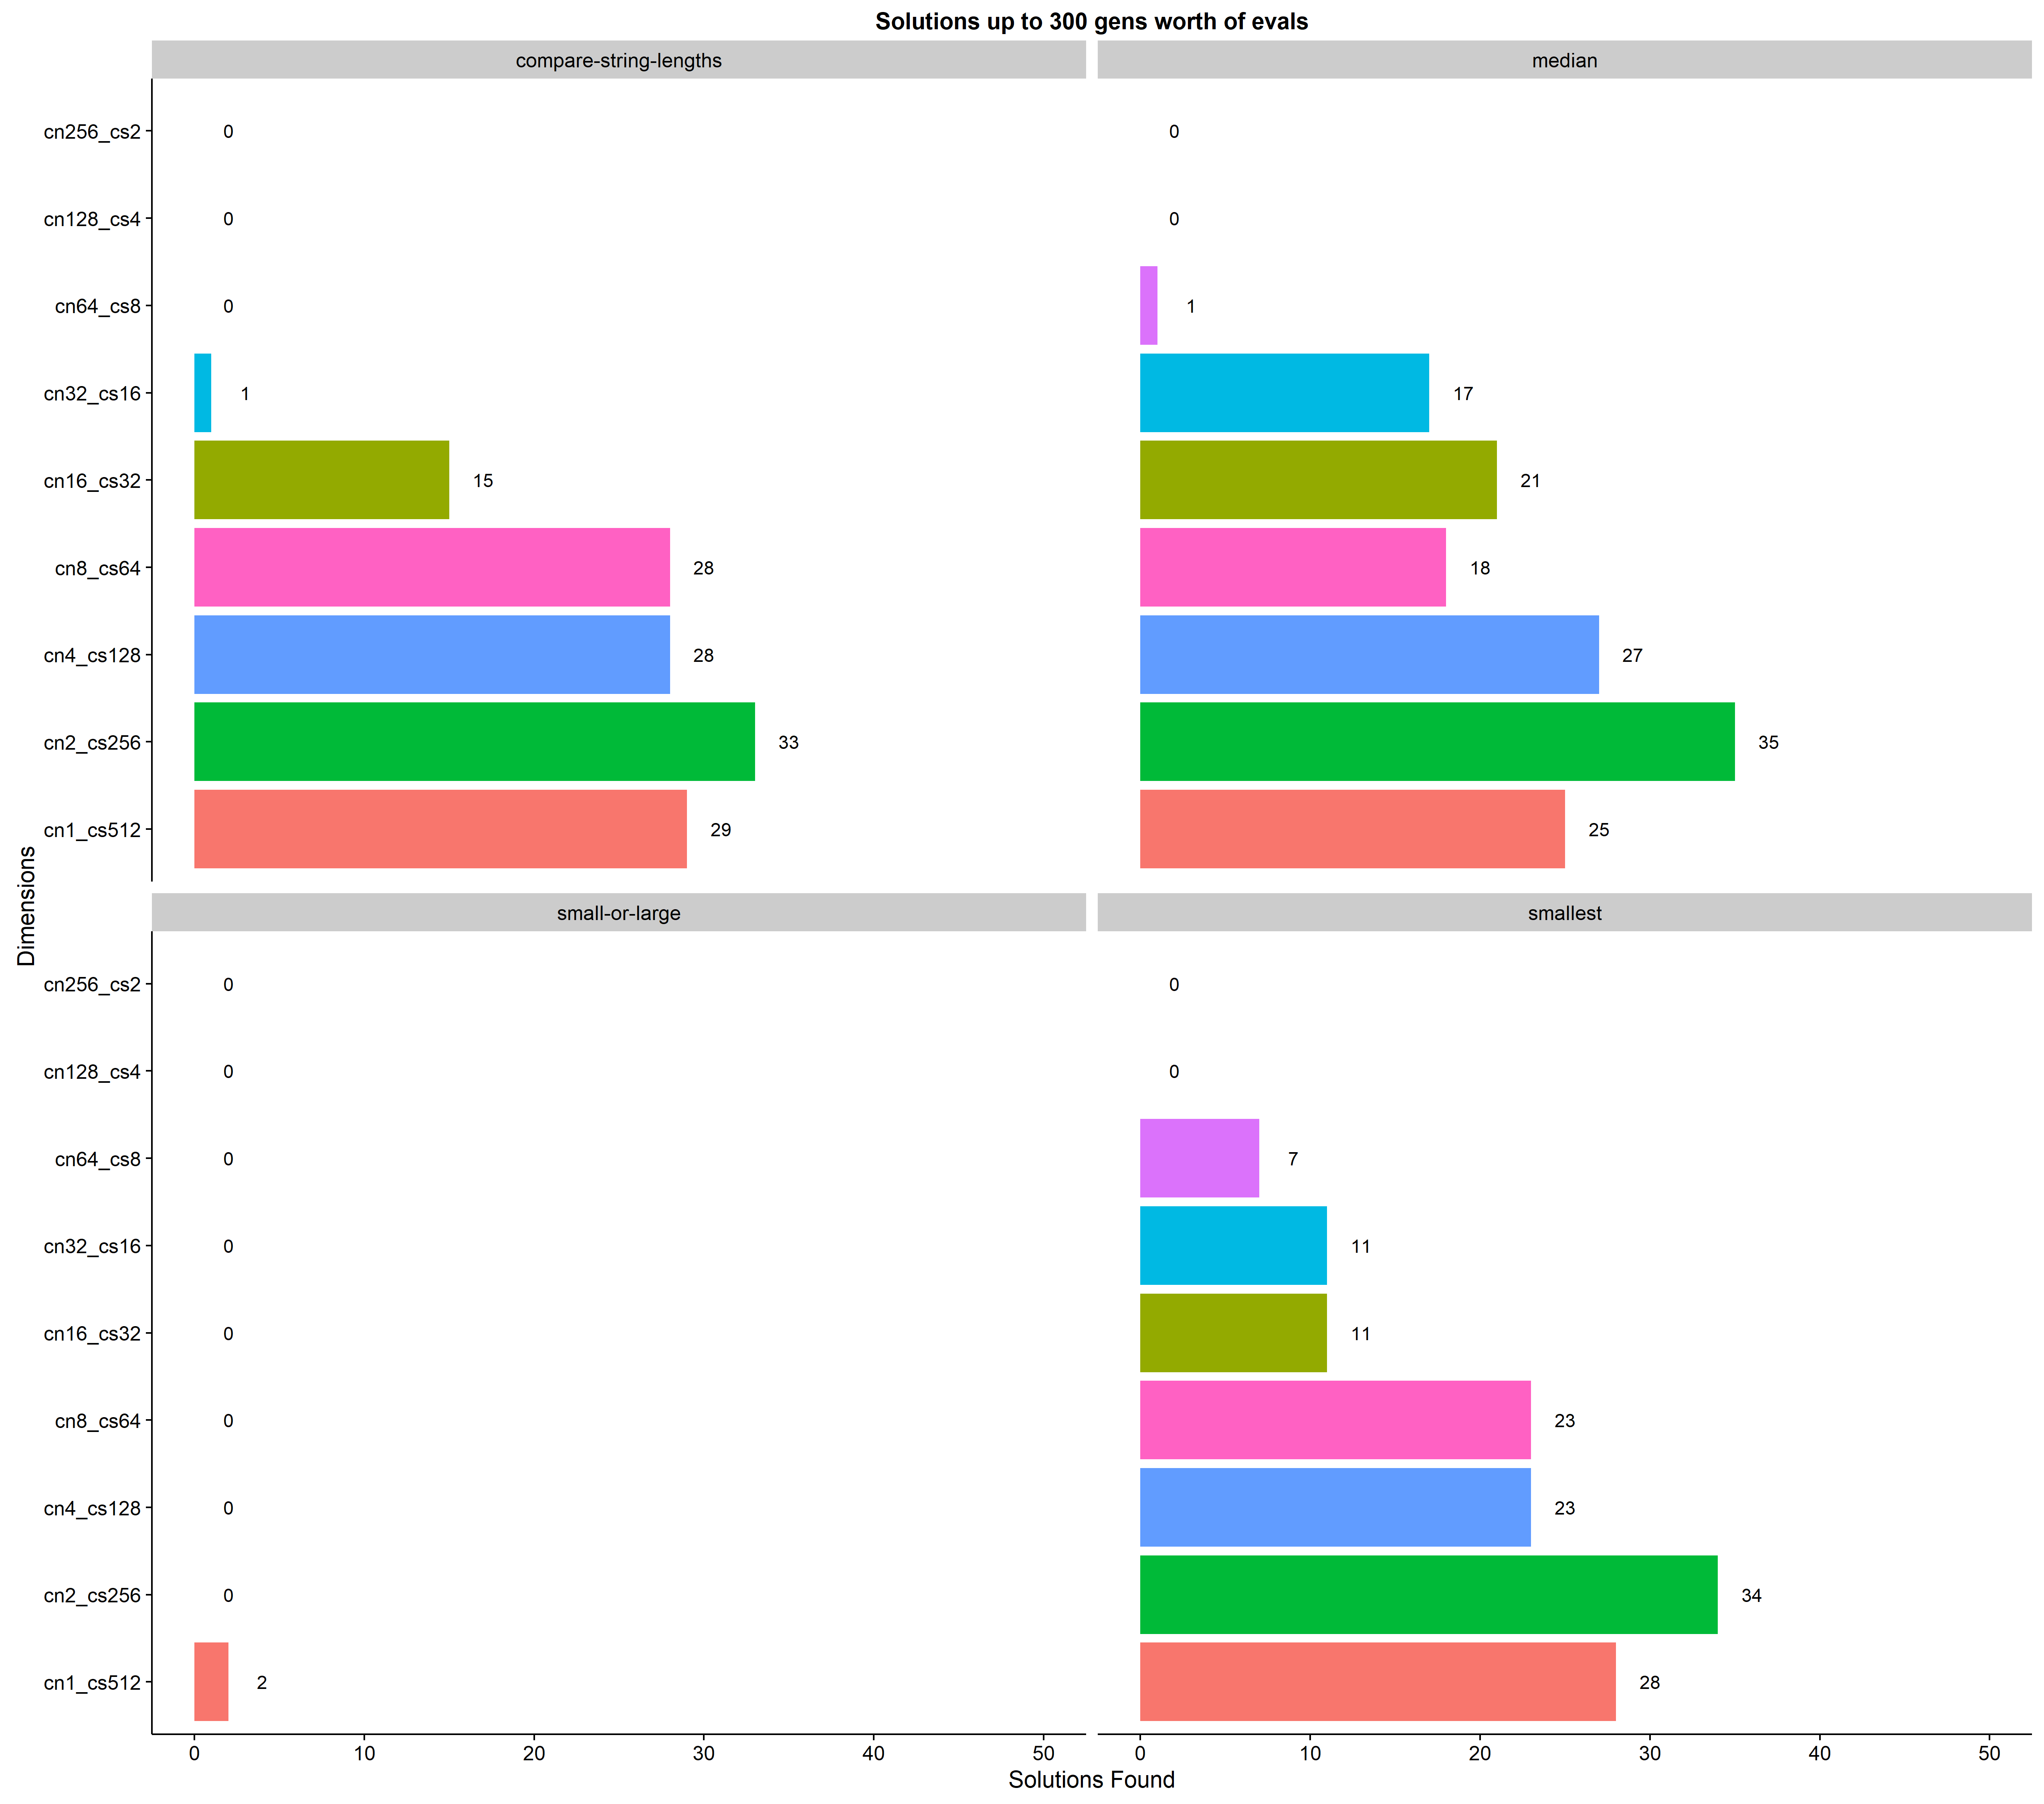 Solutions up to 300 gens worth of evals
compare-string-lengths
median
cn256_cs2 0 0
cn128_cs4 0 0
cn64_cs8 0 1
cn32_cs16 1 17
cn16_cs32 15 21
cn8_cs64 28 18
cn4_cs128 28 27
cn2_cs256 33 35
cn1_cs512 29 25
Dimensions
small-or-large
smallest
cn256_cs2 0 0
cn128_cs4 0 0
cn64_cs8 0 7
cn32_cs16 0 11
cn16_cs32 0 11
cn8_cs64 0 23
cn4_cs128 0 23
cn2_cs256 0 34
cn1_cs512 2 28
0 10 20 30 40 50 0 10 20 30 40 50
Solutions Found